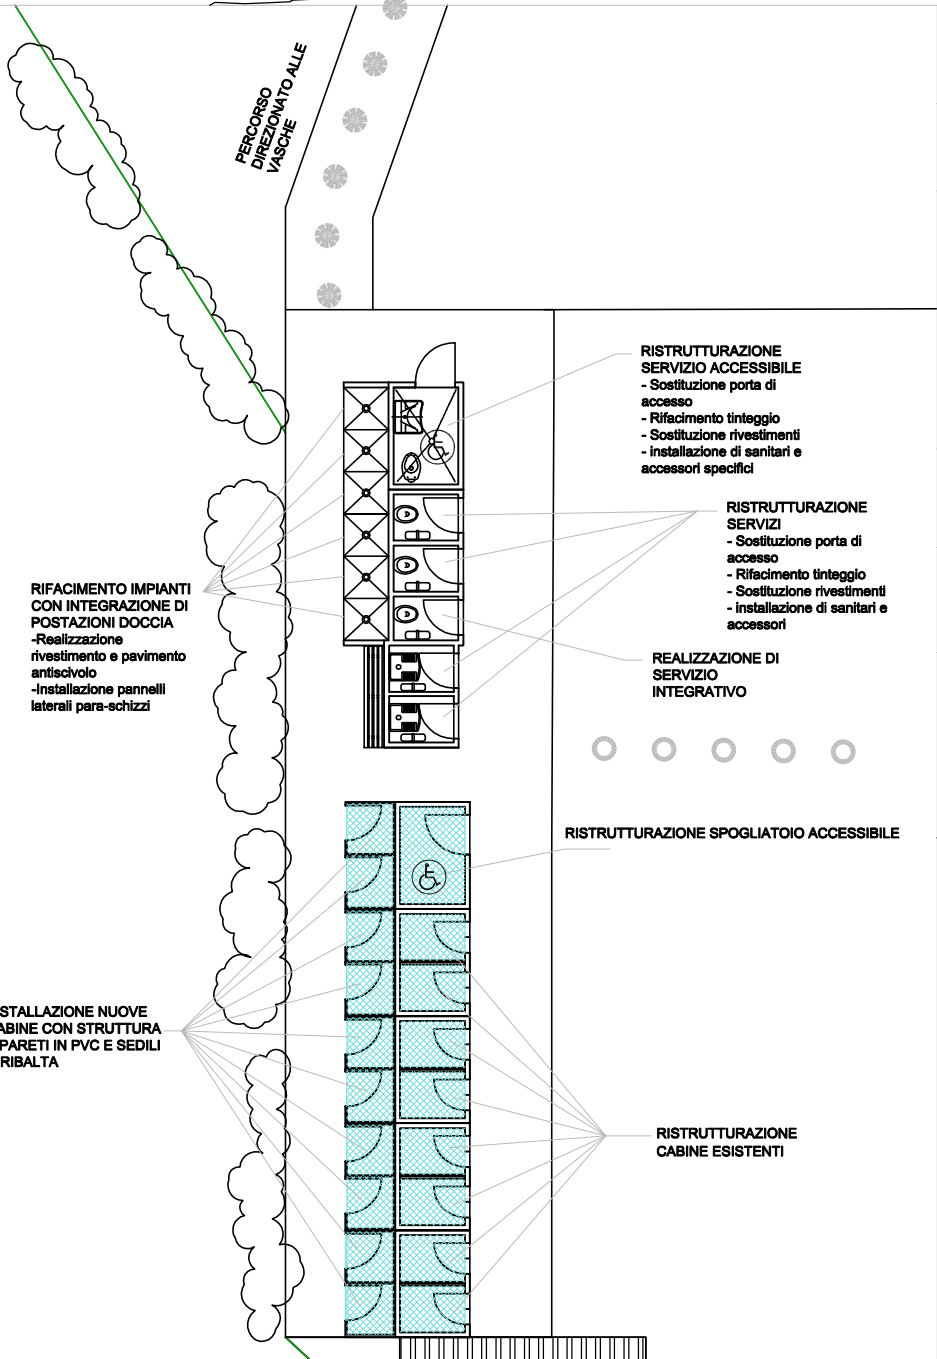 PERCORSO
DIREZIONATO ALLE
VASCHE
RISTRUTTURAZIONE
SERVIZIO ACCESSIBILE
- Sostituzione porta di
accesso
- Rifacimento tinteggio
- Sostituzione rivestimenti
- installazione di sanitari e
accessori specifici
RISTRUTTURAZIONE
SERVIZI
- Sostituzione porta di
accesso
- Rifacimento tinteggio
- Sostituzione rivestimenti
- installazione di sanitari e
accessori
RIFACIMENTO IMPIANTI
CON INTEGRAZIONE DI
POSTAZIONI DOCCIA
-Realizzazione
rivestimento e pavimento
antiscivolo
-Installazione pannelli
laterali para-schizzi
REALIZZAZIONE DI
SERVIZIO
INTEGRATIVO
RISTRUTTURAZIONE SPOGLIATOIO ACCESSIBILE
STALLAZIONE NUOVE
ABINE CON STRUTTURA
PARETI IN PVC E SEDILI
RIBALTA
RISTRUTTURAZIONE
CABINE ESISTENTI